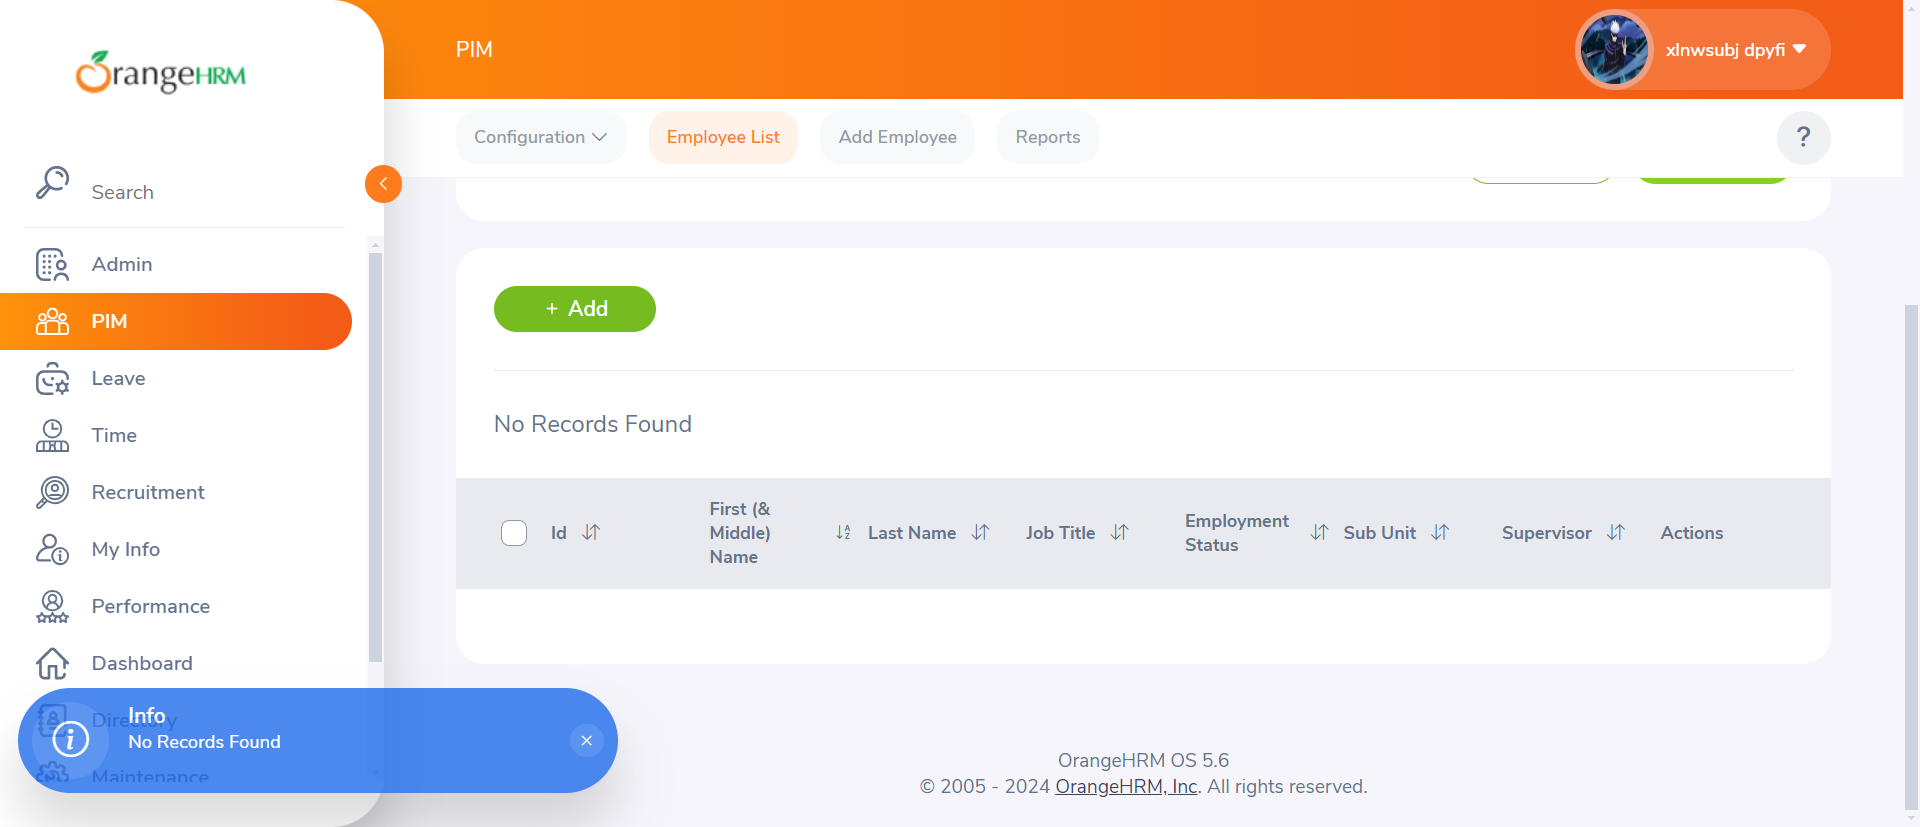 OrangeHRM
PIM
xlnwsubj dpyfi
Configuration
Employee List
Add Employee
Reports
?
Search
Admin
PIM
Leave
Time
Recruitment
My Info
Performance
Dashboard
Directory
Maintenance
+ Add
No Records Found
Id
First (&
Middle)
Name
Last Name
Job Title
Employment
Status
Sub Unit
Supervisor
Actions
Info
No Records Found
OrangeHRM OS 5.6
© 2005 - 2024 OrangeHRM, Inc. All rights reserved.